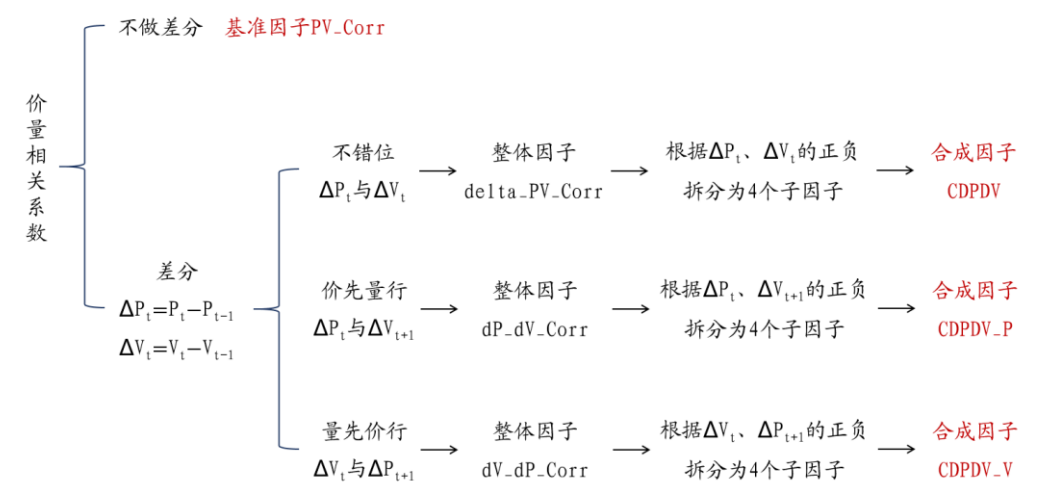 不做差分 基准因子PV_Corr
价量相关系数
不错位 整体因子 根据ΔPₜ、ΔVₜ的正负 合成因子
ΔPₜ与ΔVₜ delta_PV_Corr 拆分为4个子因子 CDPDV
差分
ΔPₜ=Pₜ−Pₜ₋₁
ΔVₜ=Vₜ−Vₜ₋₁
价先量行 整体因子 根据ΔPₜ、ΔVₜ₊₁的正负 合成因子
ΔPₜ与ΔVₜ₊₁ dP_dV_Corr 拆分为4个子因子 CDPDV_P
量先价行 整体因子 根据ΔVₜ、ΔPₜ₊₁的正负 合成因子
ΔVₜ与ΔPₜ₊₁ dV_dP_Corr 拆分为4个子因子 CDPDV_V